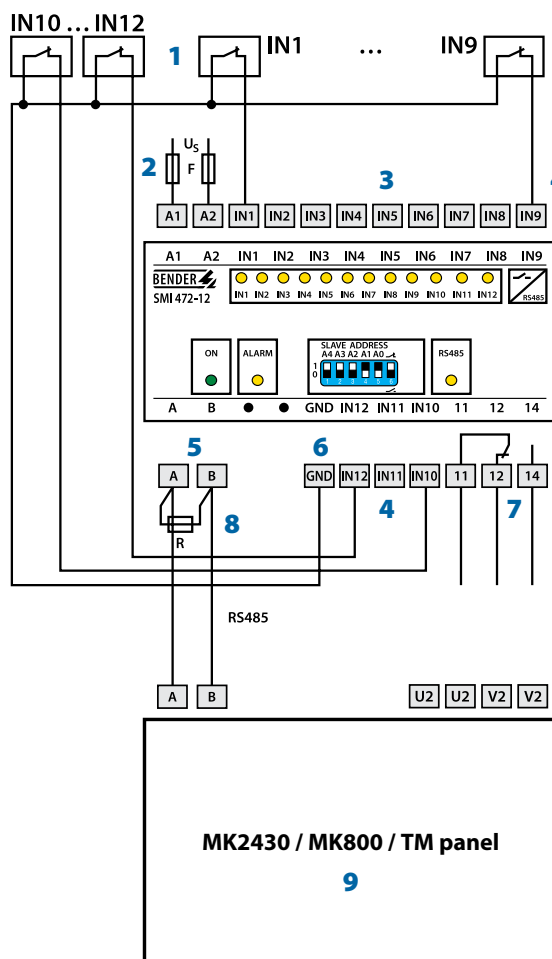 IN10 ... IN12
1
IN1 ... IN9
U_S
2 F
3
A1 A2 IN1 IN2 IN3 IN4 IN5 IN6 IN7 IN8 IN9
A1 A2 IN1 IN2 IN3 IN4 IN5 IN6 IN7 IN8 IN9
BENDER
SMI 472-12
IN1 IN2 IN3 IN4 IN5 IN6 IN7 IN8 IN9 IN10 IN11 IN12
RS485
ON
ALARM
SLAVE ADDRESS
A4 A3 A2 A1 A0
1
0
1 2 3 4 5 6
RS485
A B ● ● GND IN12 IN11 IN10 11 12 14
5
6
A B GND IN12 IN11 IN10 11 12 14
4
7
8
R
RS485
A B U2 U2 V2 V2
MK2430 / MK800 / TM panel
9